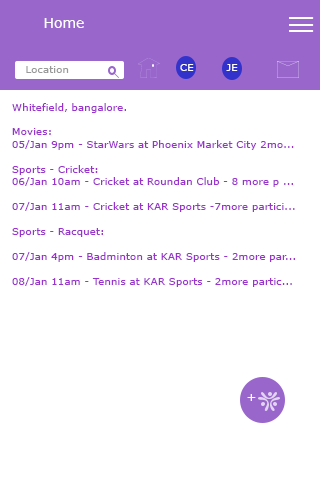 Home
Location
CE
JE
Whitefield, bangalore.
Movies:
05/Jan 9pm - StarWars at Phoenix Market City 2mo...
Sports - Cricket:
06/Jan 10am - Cricket at Roundan Club - 8 more p ...
07/Jan 11am - Cricket at KAR Sports -7more partici...
Sports - Racquet:
07/Jan 4pm - Badminton at KAR Sports - 2more par...
08/Jan 11am - Tennis at KAR Sports - 2more partic...
+